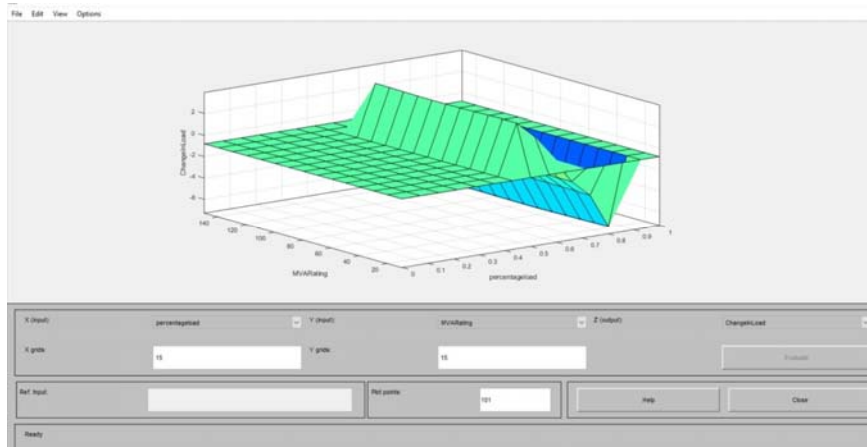 File Edit View Options
2
0
-2
-4
-6
ChangeInLoad
140
120
100
80
60
40
20
MVARating
0
0.1
0.2
0.3
0.4
0.5
0.6
0.7
0.8
0.9
1
percentageload
X (input): percentageload Y (input): MVARating Z (output): ChangeInLoad
X grids: 15 Y grids: 15 Evaluate
Ref. Input: Plot points: 101 Help Close
Ready